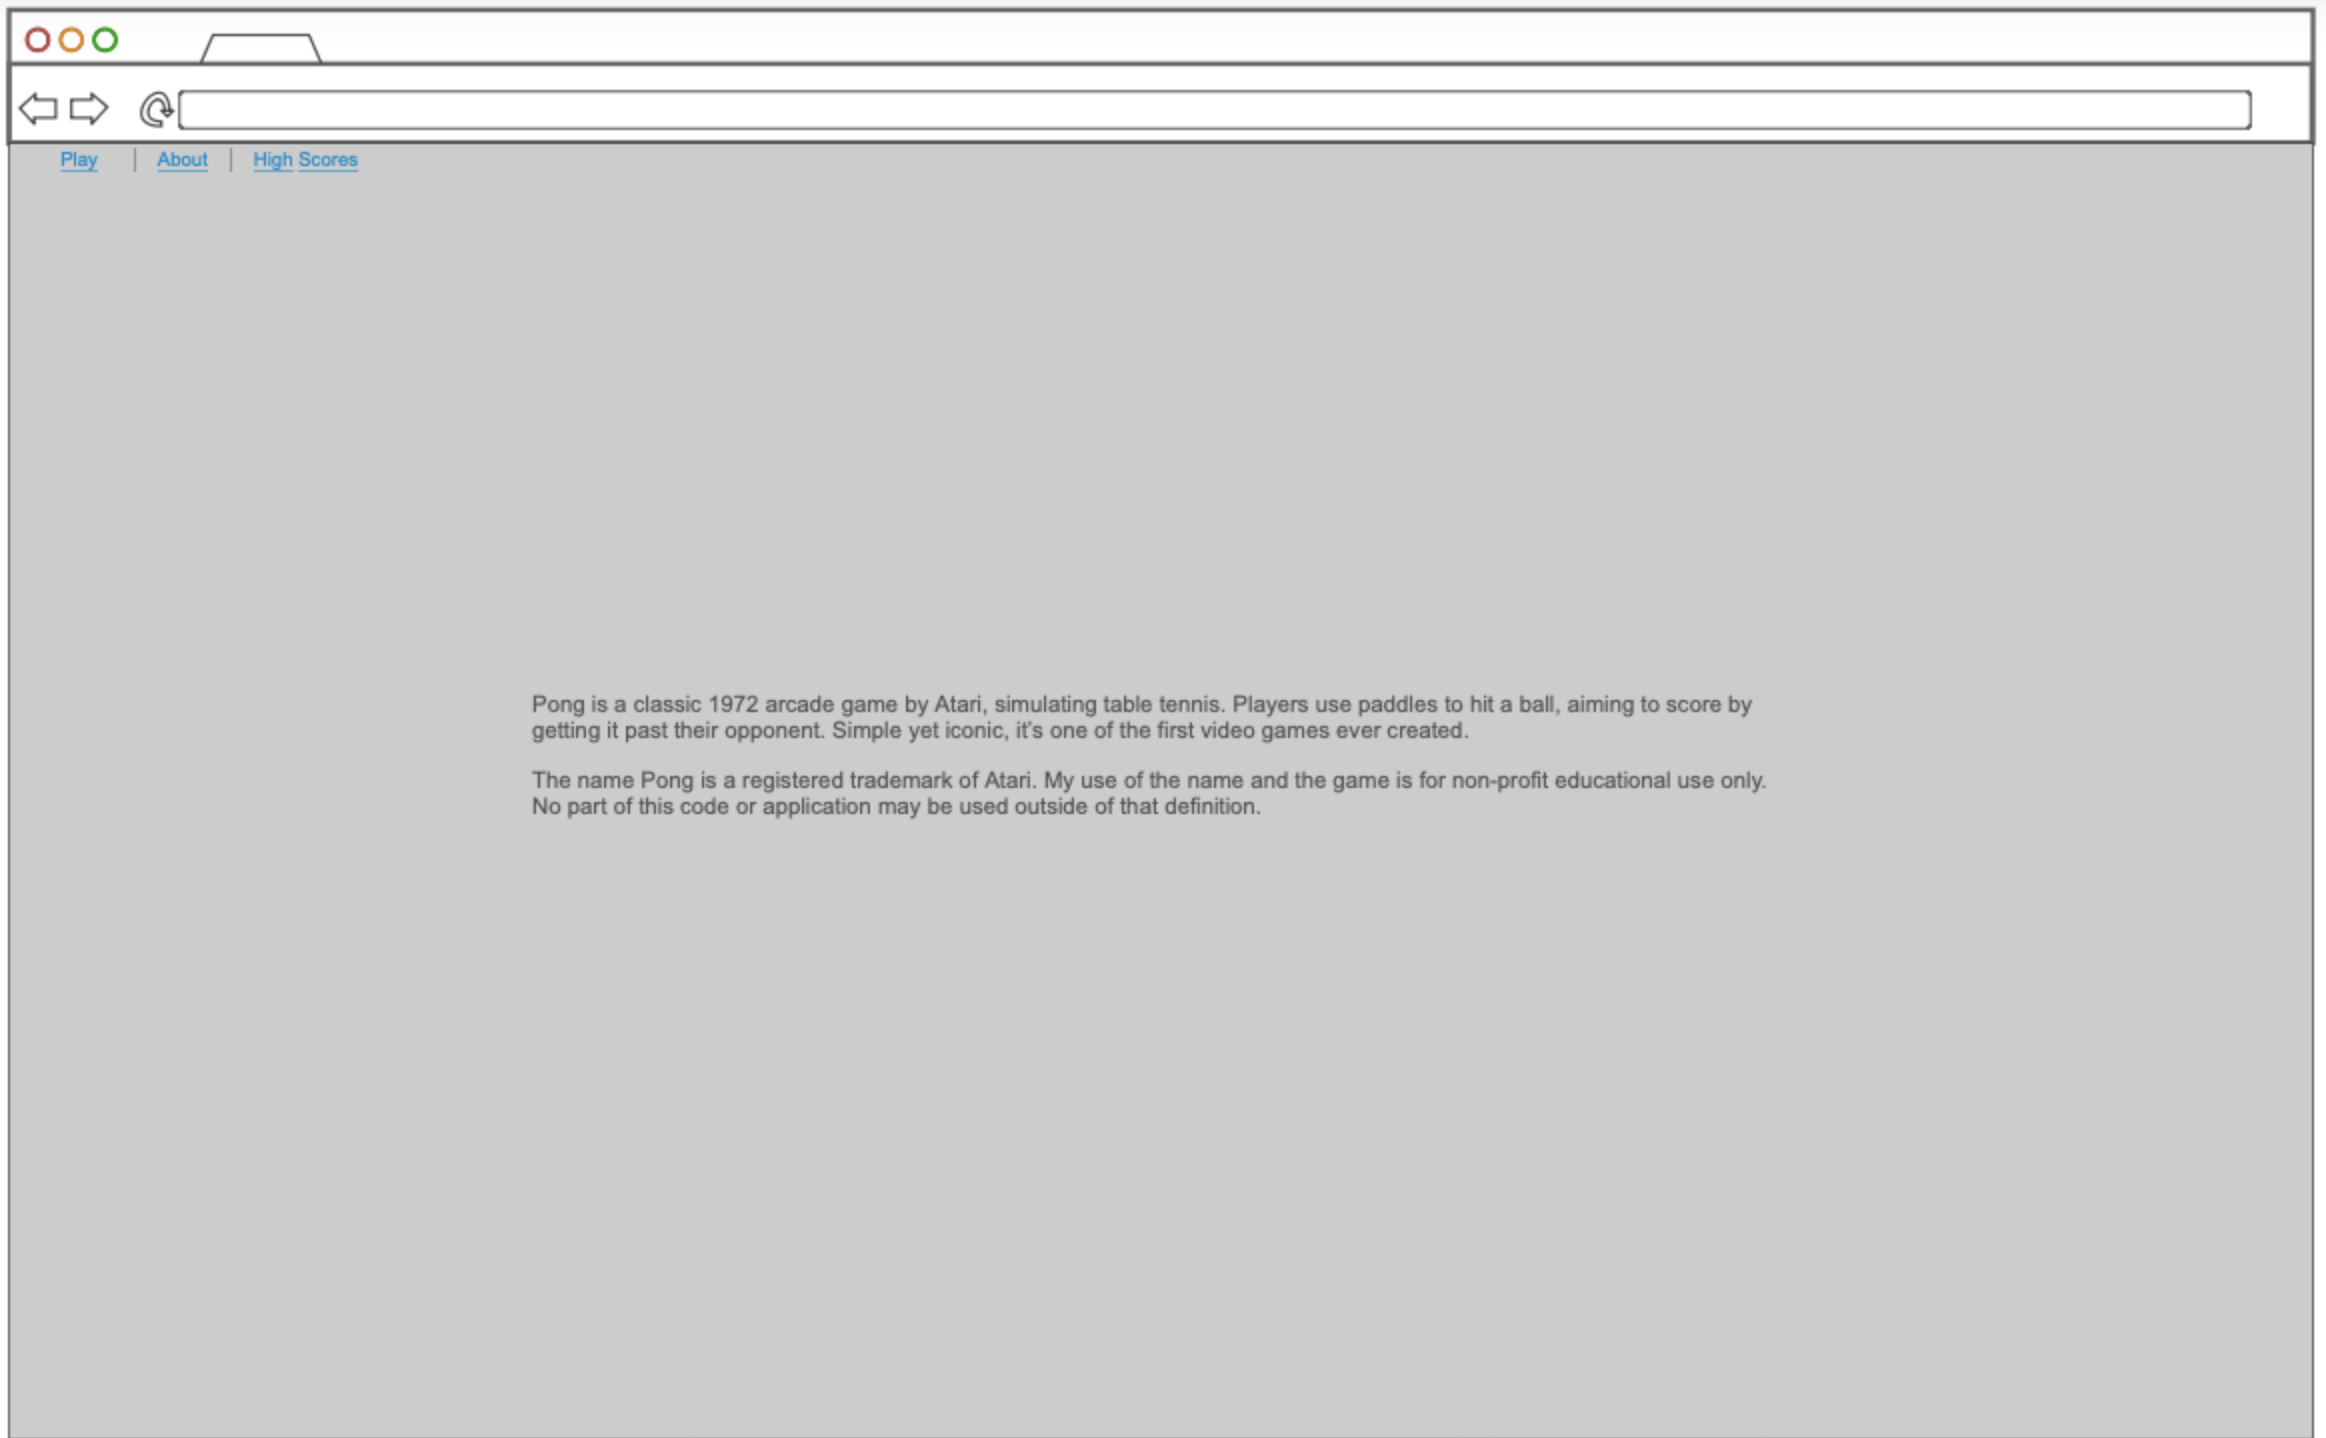 Play | About | High Scores
Pong is a classic 1972 arcade game by Atari, simulating table tennis. Players use paddles to hit a ball, aiming to score by
getting it past their opponent. Simple yet iconic, it's one of the first video games ever created.
The name Pong is a registered trademark of Atari. My use of the name and the game is for non-profit educational use only.
No part of this code or application may be used outside of that definition.